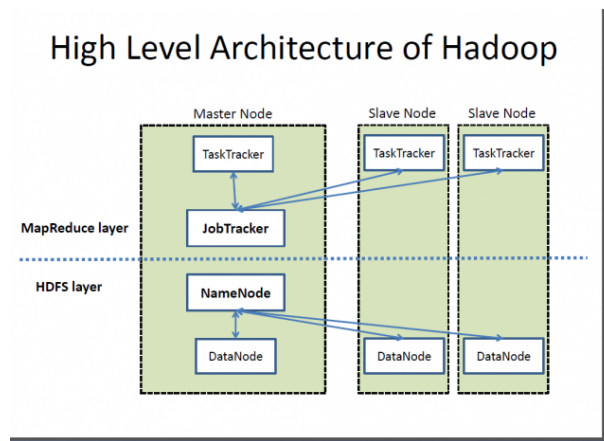 High Level Architecture of Hadoop
Master Node
Slave Node
Slave Node
TaskTracker
TaskTracker
TaskTracker
MapReduce layer
JobTracker
HDFS layer
NameNode
DataNode
DataNode
DataNode